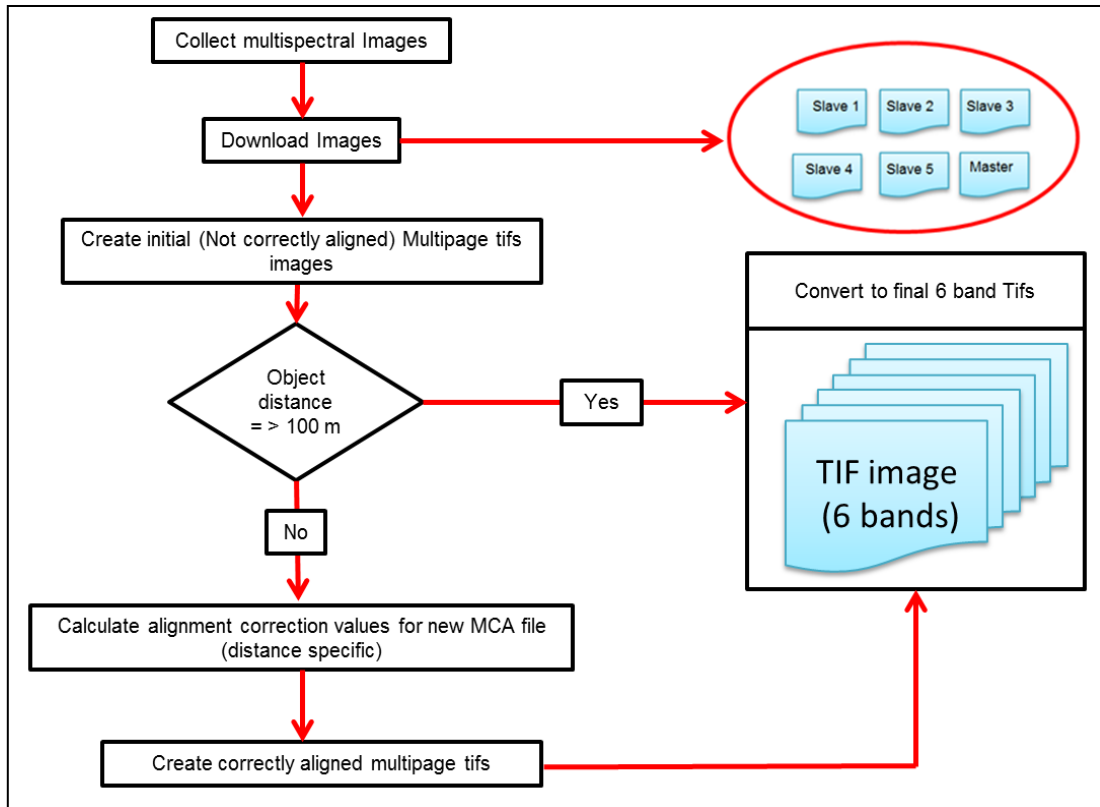 Collect multispectral Images
Download Images
Slave 1
Slave 2
Slave 3
Slave 4
Slave 5
Master
Create initial (Not correctly aligned) Multipage tifs
images
Convert to final 6 band Tifs
Object
distance
= > 100 m
Yes
TIF image
(6 bands)
No
Calculate alignment correction values for new MCA file
(distance specific)
Create correctly aligned multipage tifs